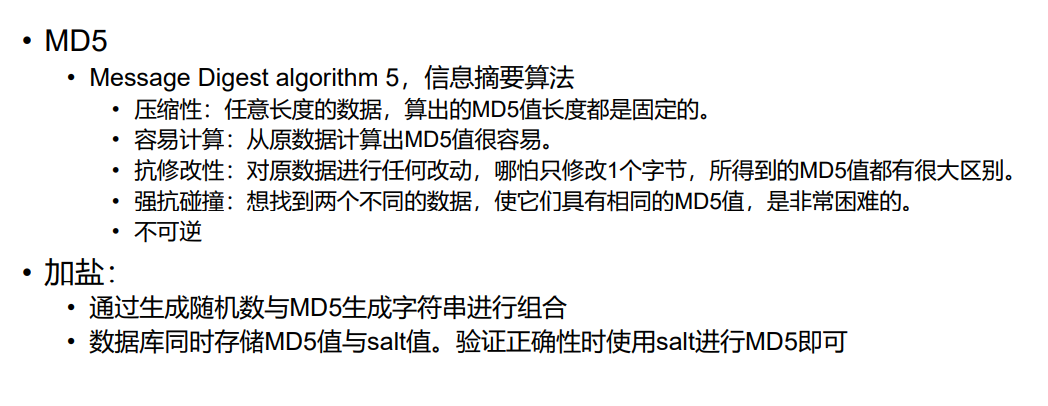 • MD5
• Message Digest algorithm 5，信息摘要算法
• 压缩性：任意长度的数据，算出的MD5值长度都是固定的。
• 容易计算：从原数据计算出MD5值很容易。
• 抗修改性：对原数据进行任何改动，哪怕只修改1个字节，所得到的MD5值都有很大区别。
• 强抗碰撞：想找到两个不同的数据，使它们具有相同的MD5值，是非常困难的。
• 不可逆
• 加盐：
• 通过生成随机数与MD5生成字符串进行组合
• 数据库同时存储MD5值与salt值。验证正确性时使用salt进行MD5即可